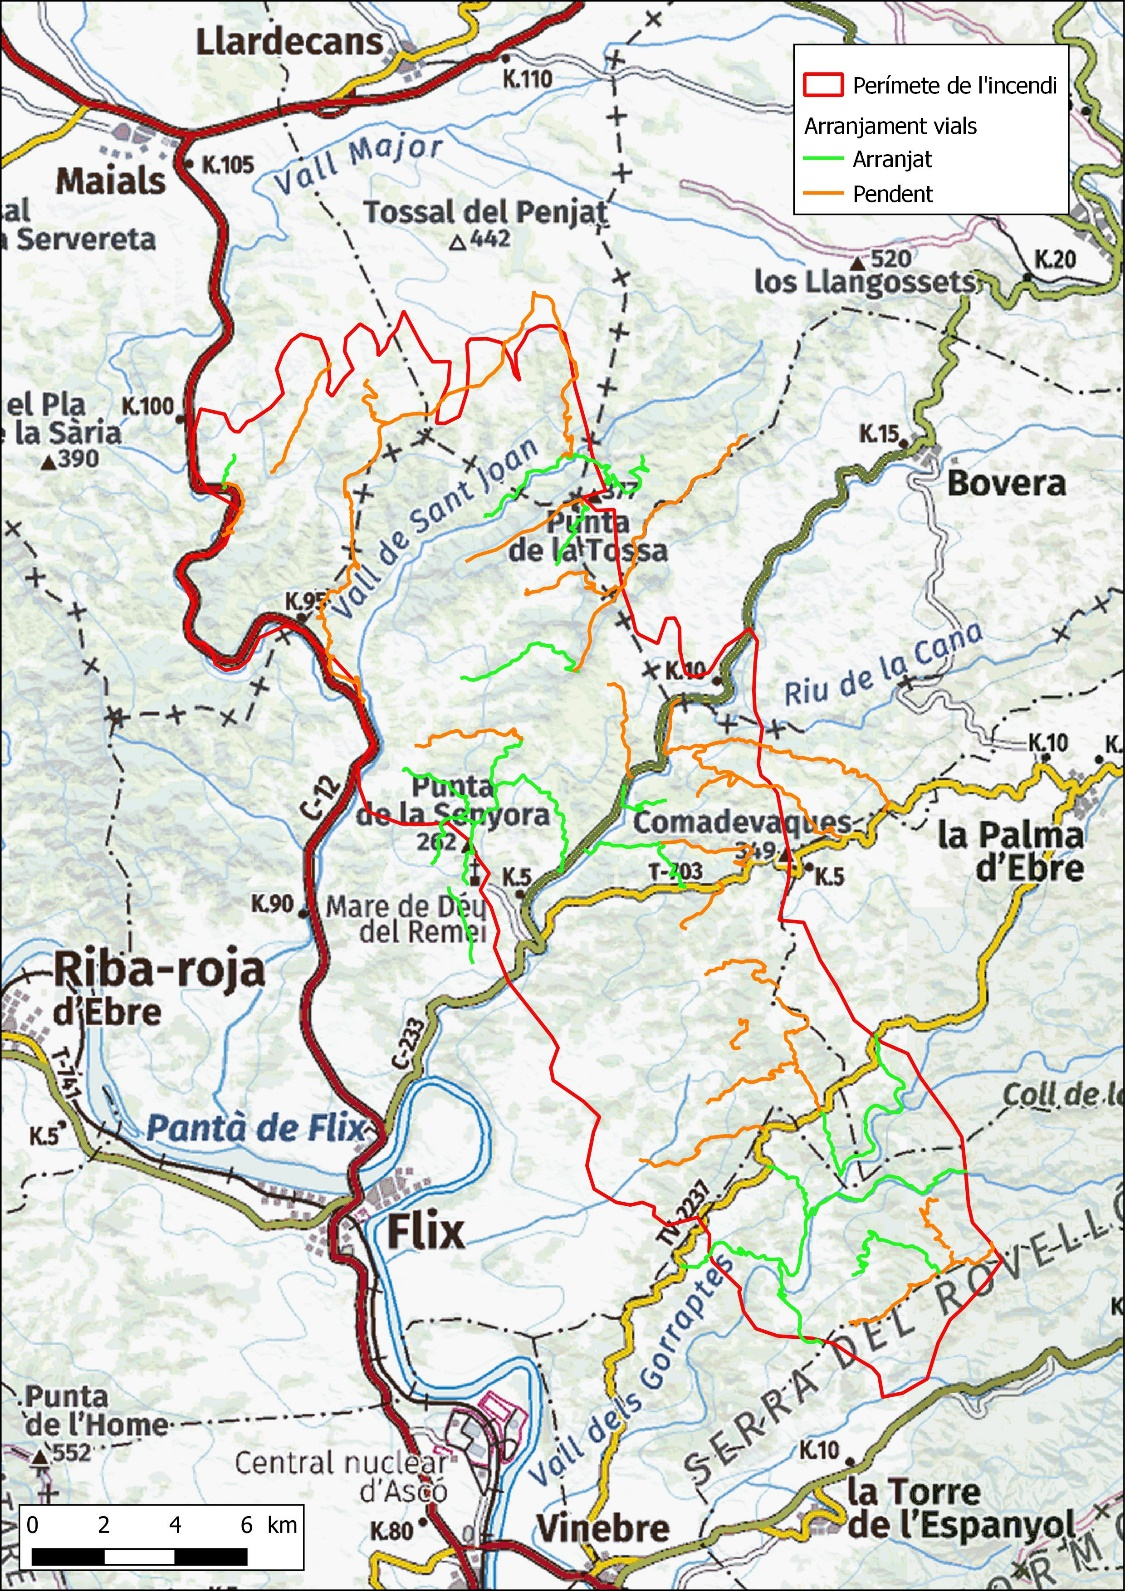 Llardecans
K.110
Perímete de l'incendi
Arranjament vials
Arranjat
Pendent
Maials
K.105
Vall Major
Tossal del Penjat
442
a Servereta
520
los Llangossets
K.20
el Pla
la Sària
390
K.100
K.15
Bovera
Vall de Sant Joan
377
Punta
de la Tossa
K.95
K.10
Riu de la Cana
K.10
K.
C-12
Punta
de la Senyora
262
Comadevaques
349
la Palma
d'Ebre
T-703
K.5
K.5
K.90
Mare de Déu
del Remei
Riba-roja
d'Ebre
C-233
T-741
K.5
Pantà de Flix
Coll de la
Flix
TV-2237
Vall dels Gorraptes
SERRA DEL ROVELLÓ
Punta
de l'Home
552
Central nuclear
d'Ascó
K.10
la Torre
de l'Espanyol
Vinebre
K.80
0 2 4 6 km